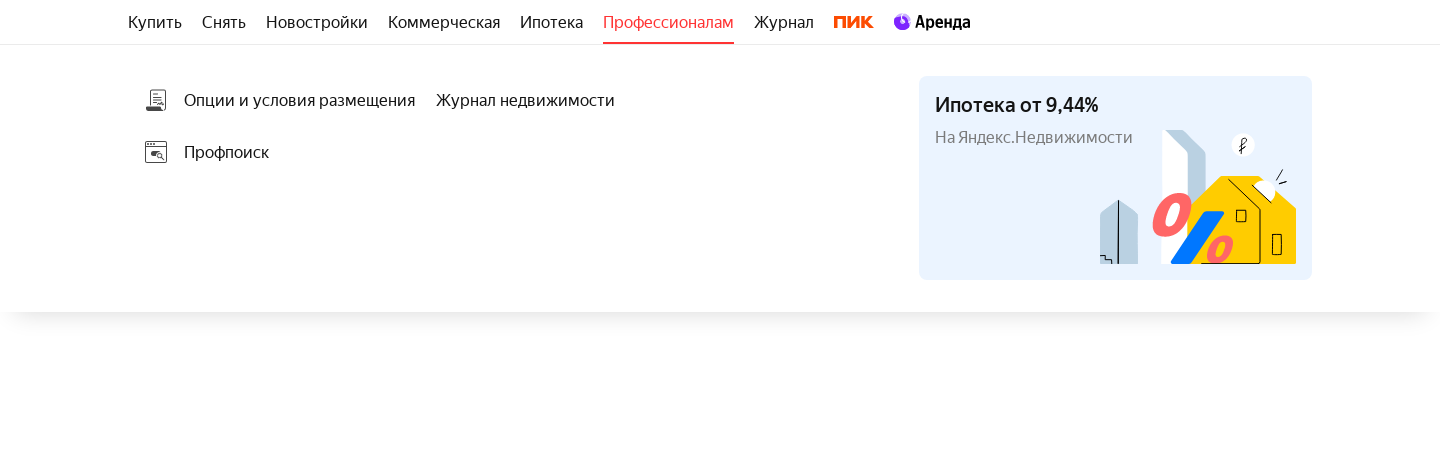 Купить Снять Новостройки Коммерческая Ипотека Профессионалам Журнал ПИК Аренда
Опции и условия размещения Журнал недвижимости
Профпоиск
Ипотека от 9,44%
На Яндекс.Недвижимости
%